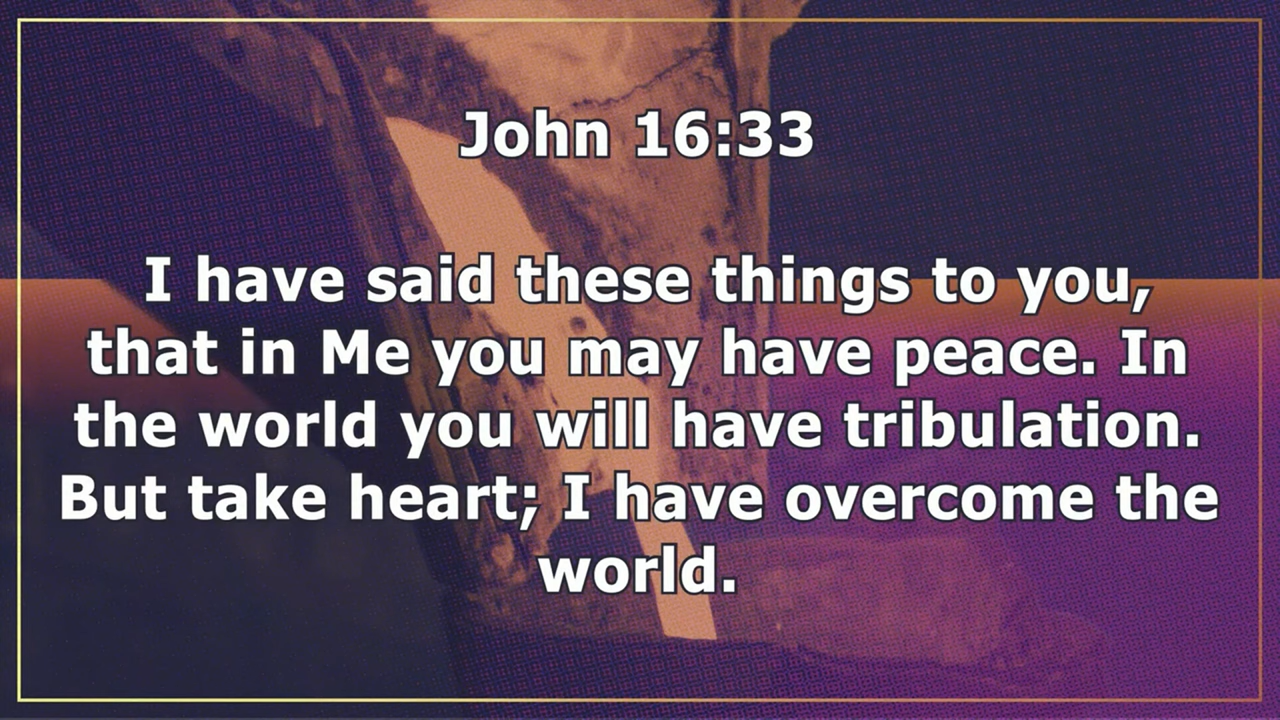 John 16:33
I have said these things to you,
that in Me you may have peace. In
the world you will have tribulation.
But take heart; I have overcome the
world.